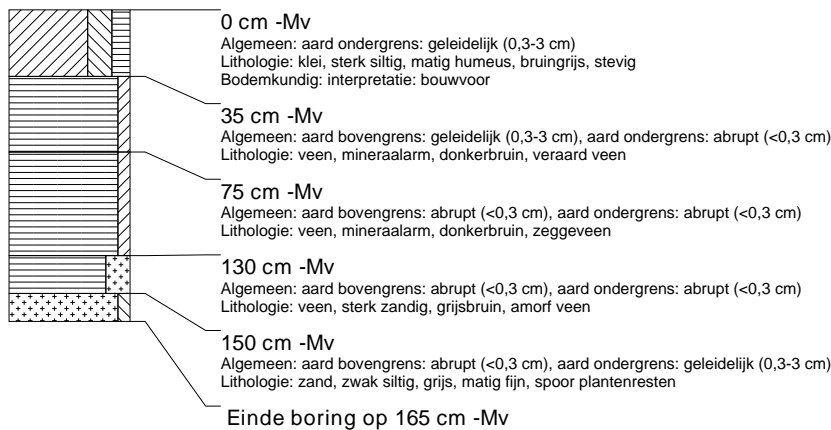 0 cm -Mv
Algemeen: aard ondergrens: geleidelijk (0,3-3 cm)
Lithologie: klei, sterk siltig, matig humeus, bruingrijs, stevig
Bodemkundig: interpretatie: bouwvoor
35 cm -Mv
Algemeen: aard bovengrens: geleidelijk (0,3-3 cm), aard ondergrens: abrupt (<0,3 cm)
Lithologie: veen, mineraalarm, donkerbruin, veraard veen
75 cm -Mv
Algemeen: aard bovengrens: abrupt (<0,3 cm), aard ondergrens: abrupt (<0,3 cm)
Lithologie: veen, mineraalarm, donkerbruin, zeggeveen
130 cm -Mv
Algemeen: aard bovengrens: abrupt (<0,3 cm), aard ondergrens: abrupt (<0,3 cm)
Lithologie: veen, sterk zandig, grijsbruin, amorf veen
150 cm -Mv
Algemeen: aard bovengrens: abrupt (<0,3 cm), aard ondergrens: geleidelijk (0,3-3 cm)
Lithologie: zand, zwak siltig, grijs, matig fijn, spoor plantenresten
Einde boring op 165 cm -Mv